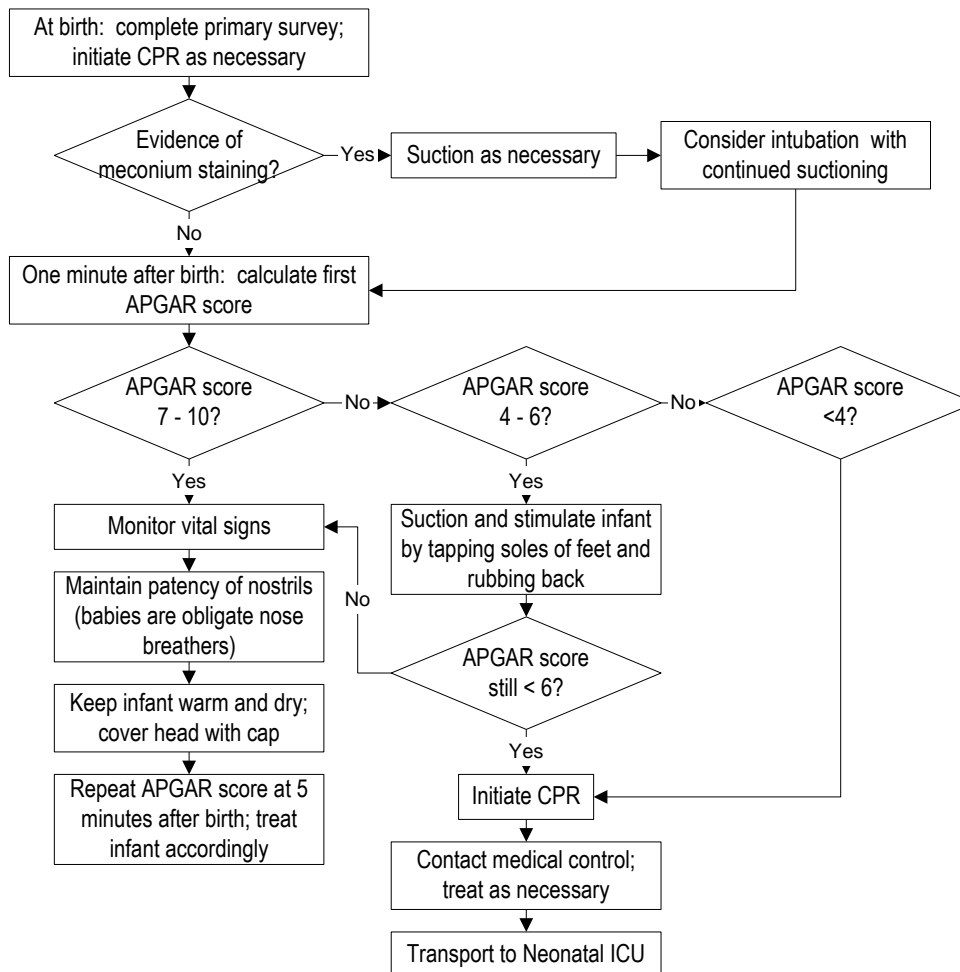 At birth: complete primary survey;
initiate CPR as necessary
Evidence of
meconium staining?
Yes
Suction as necessary
Consider intubation with
continued suctioning
No
One minute after birth: calculate first
APGAR score
APGAR score
7 - 10?
No
APGAR score
4 - 6?
No
APGAR score
<4?
Yes
Yes
Monitor vital signs
Suction and stimulate infant
by tapping soles of feet and
rubbing back
Maintain patency of nostrils
(babies are obligate nose
breathers)
No
APGAR score
still < 6?
Keep infant warm and dry;
cover head with cap
Yes
Repeat APGAR score at 5
minutes after birth; treat
infant accordingly
Initiate CPR
Contact medical control;
treat as necessary
Transport to Neonatal ICU